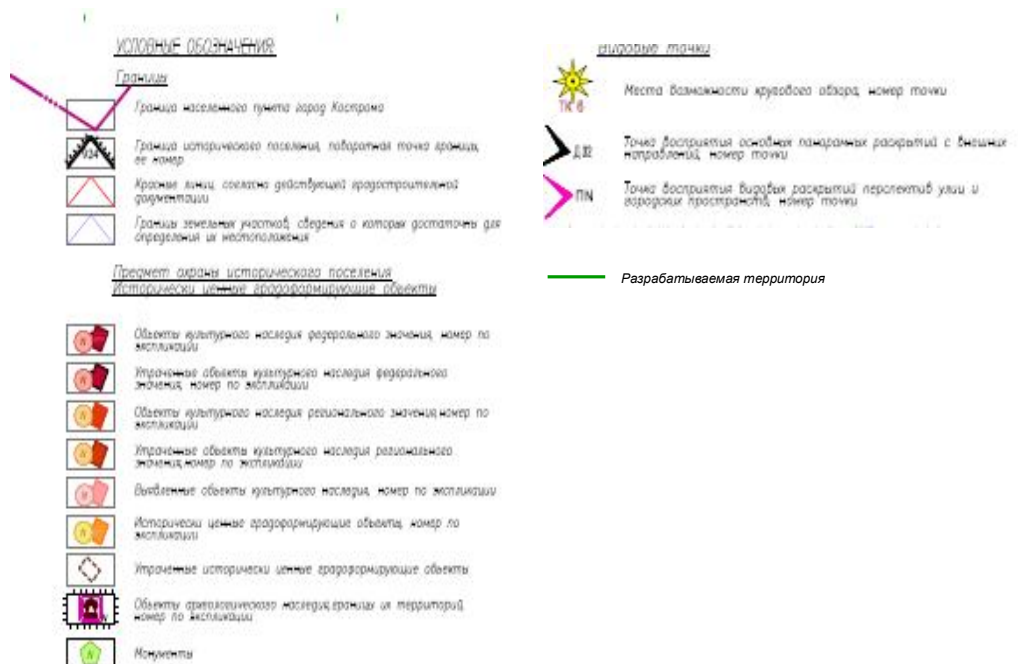 УСЛОВНЫЕ ОБОЗНАЧЕНИЯ:
Границы
Граница населенного пункта город Кострома
Граница исторического поселения, поворотная точка границы,
ее номер
Красные линии, согласно действующей градостроительной
документации
Границы земельных участков, сведения о которых достаточны для
определения их местоположения
Предмет охраны исторического поселения
Исторически ценные градоформирующие объекты
N
Объекты культурного наследия федерального значения, номер по
экспликации
N
Утраченные объекты культурного наследия федерального
значения, номер по экспликации
N
Объекты культурного наследия регионального значения, номер по
экспликации
N
Утраченные объекты культурного наследия регионального
значения, номер по экспликации
N
Выявленные объекты культурного наследия, номер по экспликации
N
Исторически ценные градоформирующие объекты, номер по
экспликации
Утраченные исторически ценные градоформирующие объекты
N
Объекты археологического наследия, границы их территорий,
номер по экспликации
N
Монументы
Видовые точки
ТК 6
Места возможности кругового обзора, номер точки
Точка восприятия основных панорамных раскрытий с внешних
направлений, номер точки
ПN
Точка восприятия видовых раскрытий перспектив улиц и
городских пространств, номер точки
Разрабатываемая территория